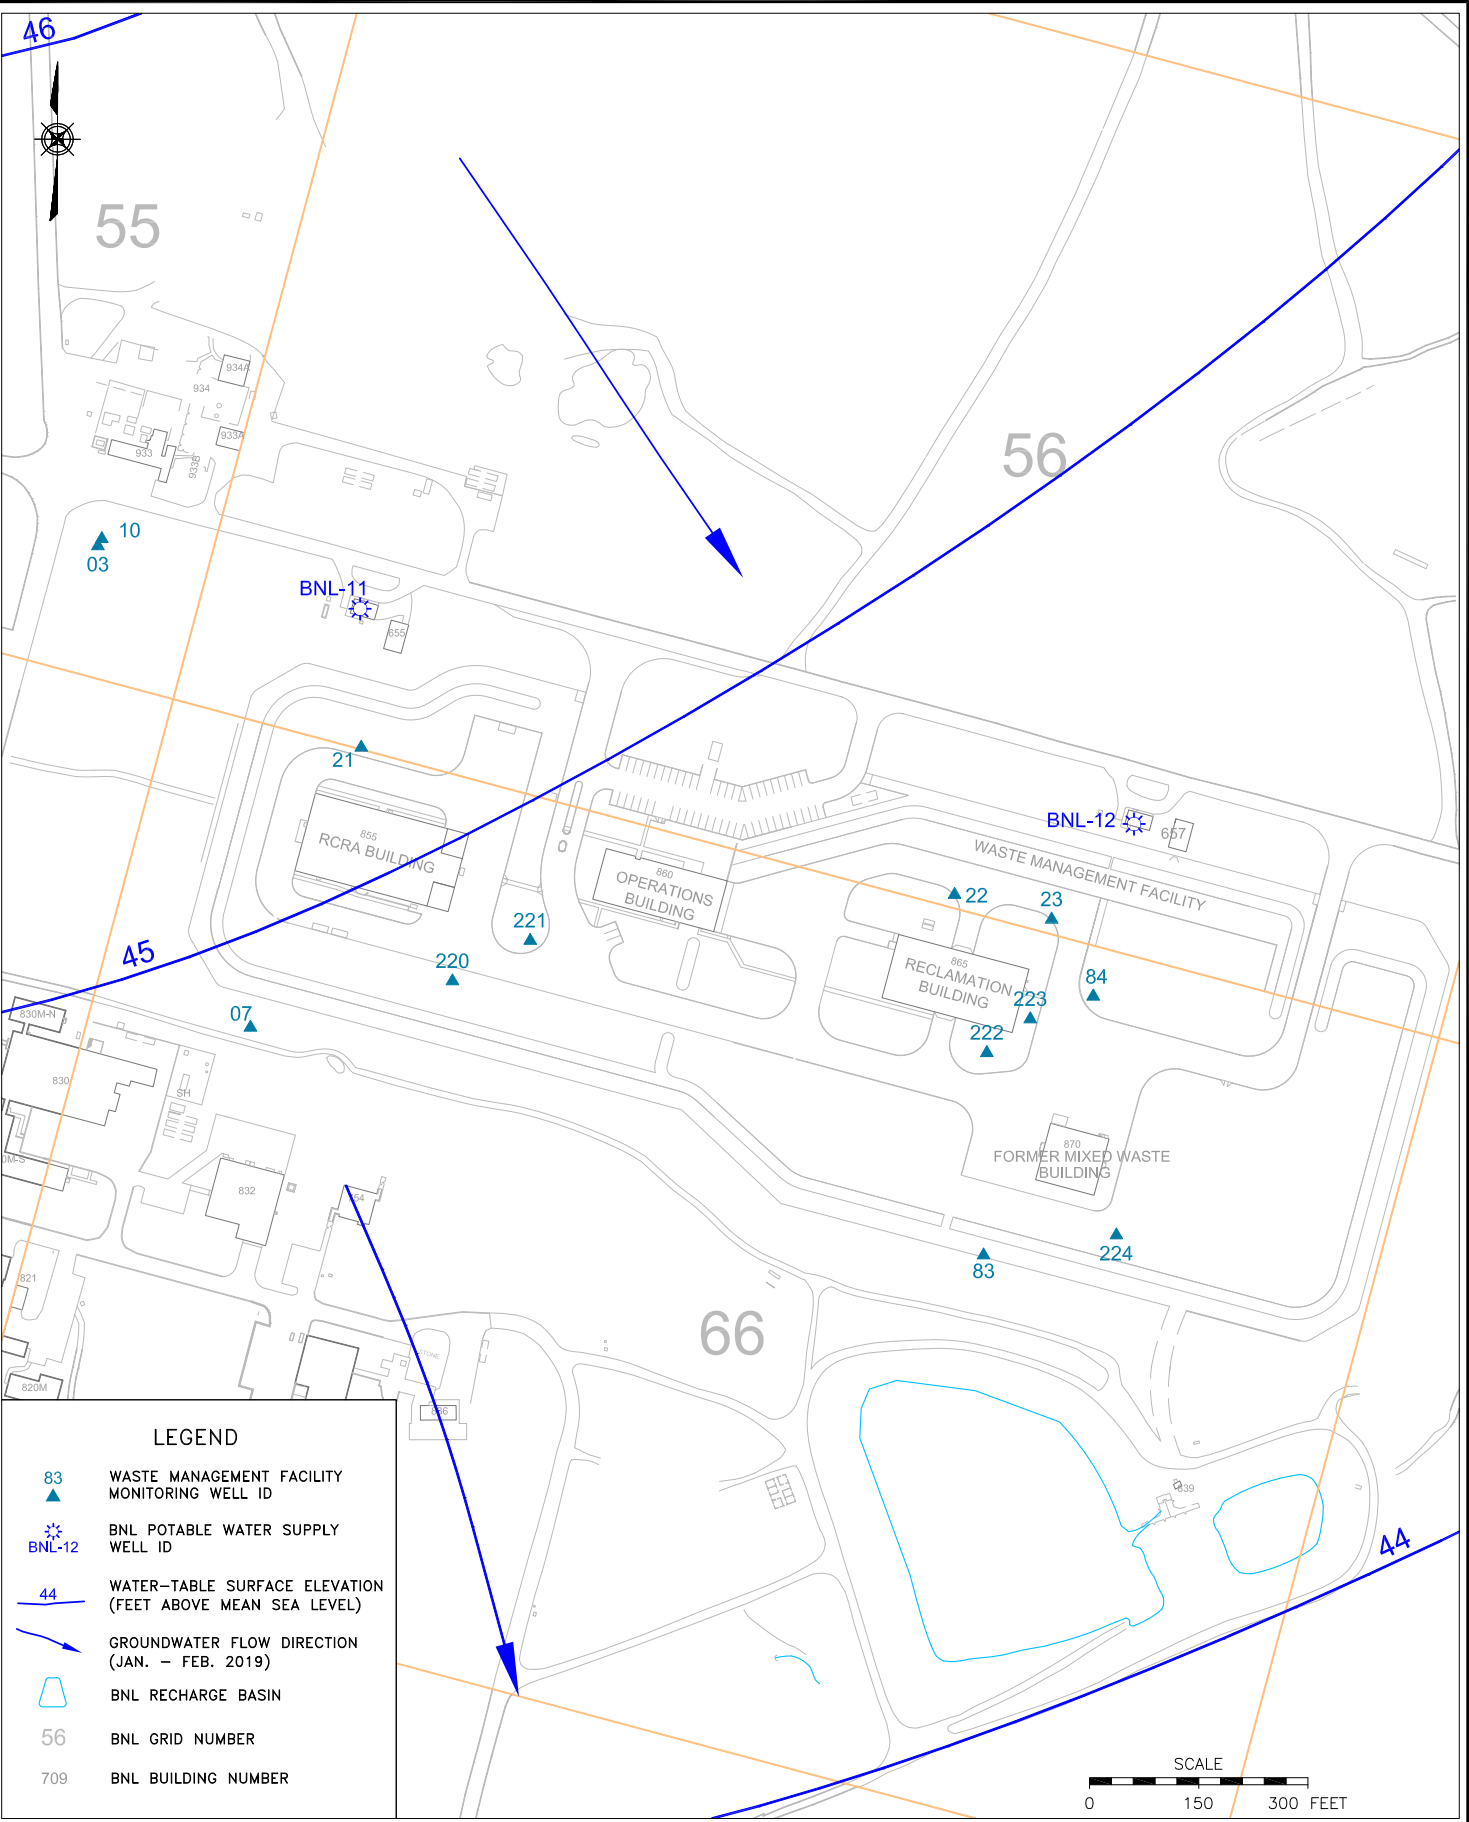 46
55
934A
934
933A
933
933B
56
10
03
BNL-11
655
21
855
RCRA BUILDING
860
OPERATIONS
BUILDING
BNL-12
657
WASTE MANAGEMENT FACILITY
22
23
221
45
220
865
RECLAMATION
BUILDING
84
223
222
07
830M-N
830
SH
870
FORMER MIXED WASTE
BUILDING
832
224
83
821
66
STONE
820M
839
44
LEGEND
83
WASTE MANAGEMENT FACILITY
MONITORING WELL ID
BNL POTABLE WATER SUPPLY
BNL-12
WELL ID
44
WATER-TABLE SURFACE ELEVATION
(FEET ABOVE MEAN SEA LEVEL)
GROUNDWATER FLOW DIRECTION
(JAN. – FEB. 2019)
BNL RECHARGE BASIN
56
BNL GRID NUMBER
709
BNL BUILDING NUMBER
SCALE
0 150 300 FEET